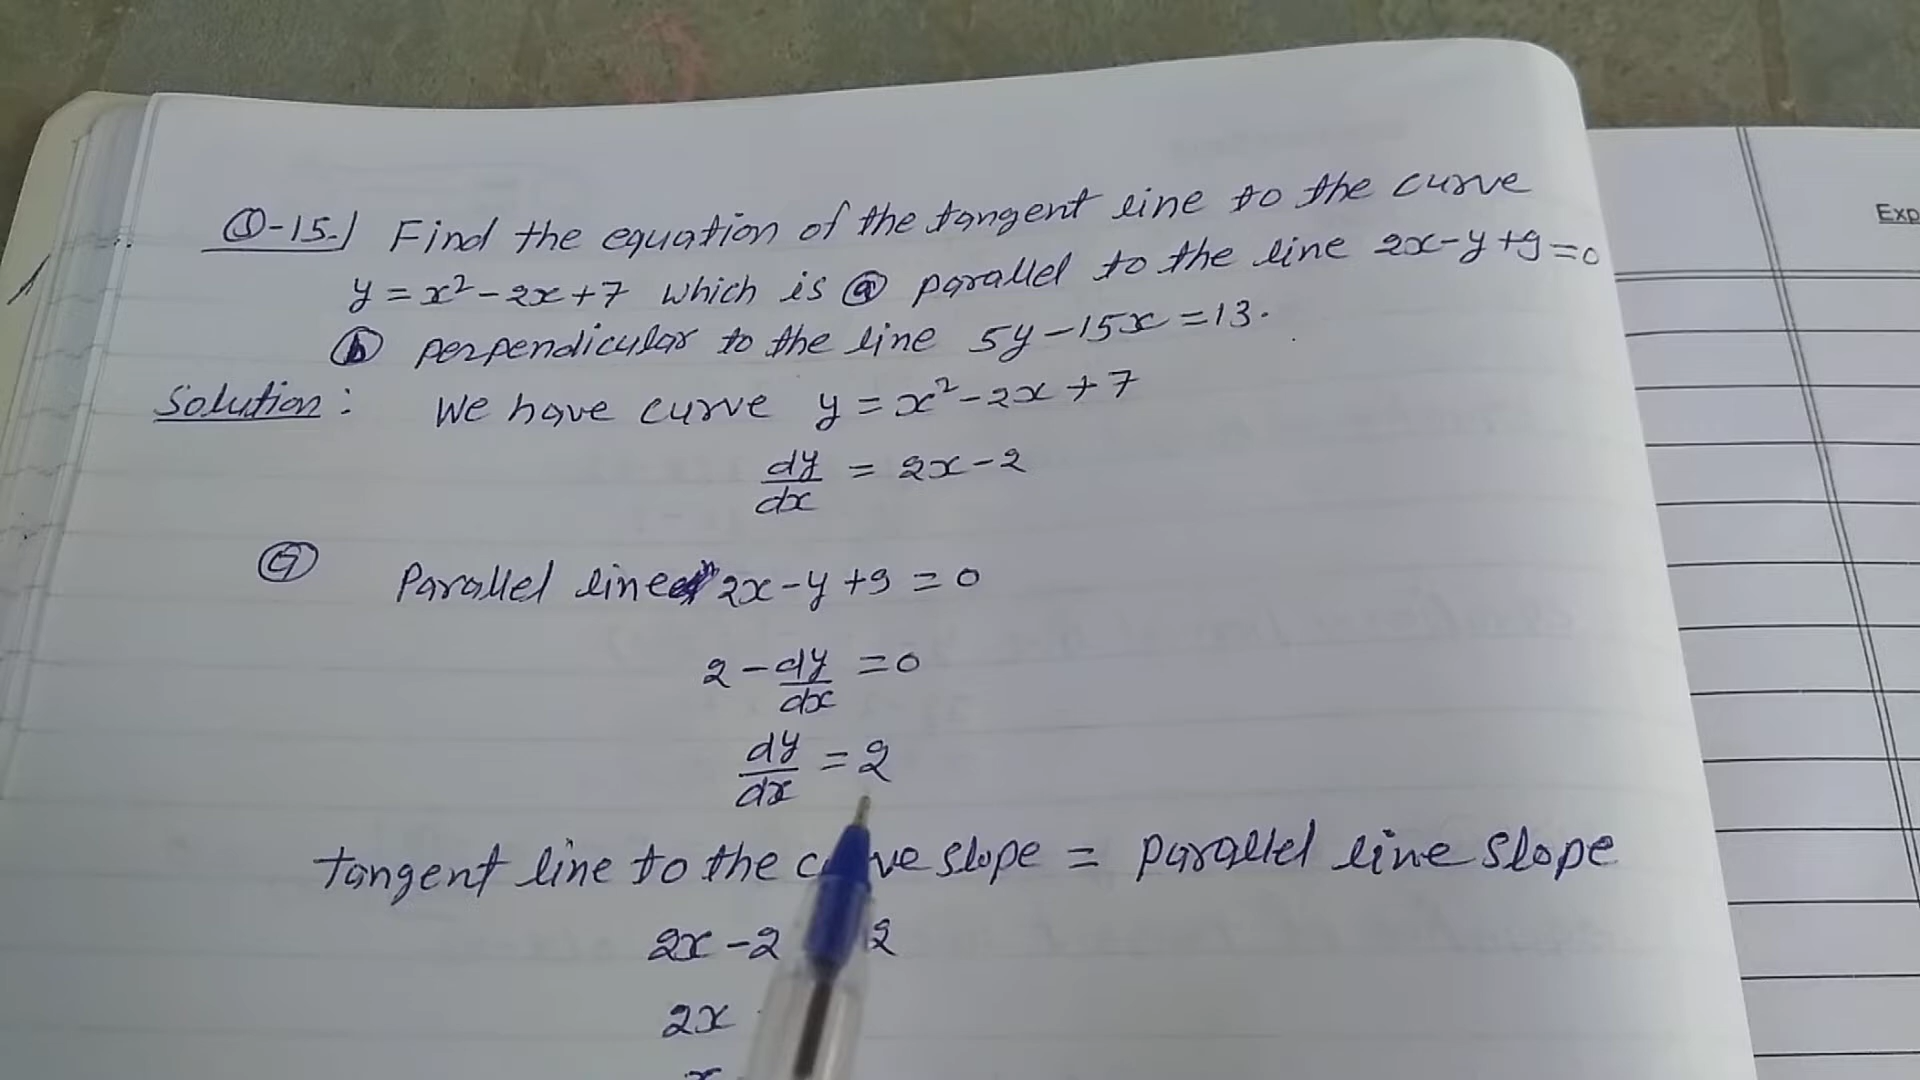 Q-15.) Find the equation of the tangent line to the curve
y = x² - 2x + 7 which is ⓐ parallel to the line 2x - y + 9 = 0
ⓑ perpendicular to the line 5y - 15x = 13.
Solution : We have curve y = x² - 2x + 7
dy/dx = 2x - 2
ⓐ Parallel line 2x - y + 9 = 0
2 - dy/dx = 0
dy/dx = 2
Tangent line to the slope = parallel line slope
2x - 2 2
2x
x
Exp